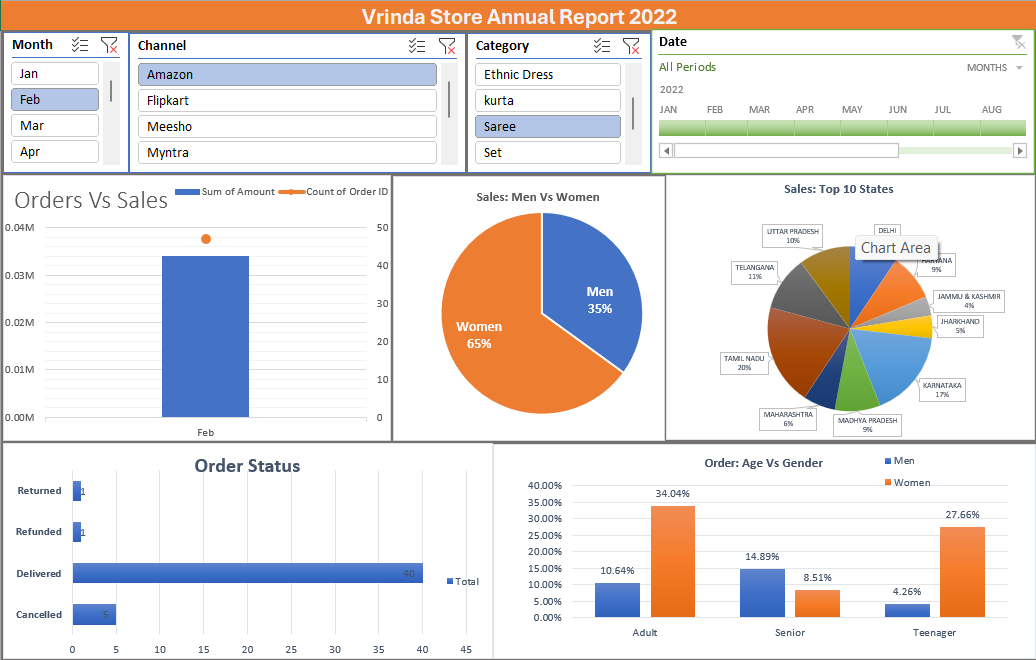 Vrinda Store Annual Report 2022
Month
Jan
Feb
Mar
Apr
Channel
Amazon
Flipkart
Meesho
Myntra
Category
Ethnic Dress
kurta
Saree
Set
Date
All Periods
MONTHS
2022
JAN FEB MAR APR MAY JUN JUL AUG
Orders Vs Sales
Sum of Amount Count of Order ID
0.04M 50
40
0.03M
30
0.02M
20
0.01M
10
0.00M 0
Feb
Sales: Men Vs Women
Men
35%
Women
65%
Sales: Top 10 States
DELHI
Chart Area
HARYANA
9%
JAMMU & KASHMIR
4%
JHARKHAND
5%
KARNATAKA
17%
MADHYA PRADESH
9%
MAHARASHTRA
6%
TAMIL NADU
20%
TELANGANA
11%
UTTAR PRADESH
10%
Order Status
Returned 1
Refunded 1
Delivered 40
Cancelled 5
Total
0 5 10 15 20 25 30 35 40 45
Order: Age Vs Gender
Men
Women
40.00%
35.00%
30.00%
25.00%
20.00%
15.00%
10.00%
5.00%
0.00%
10.64% 34.04% 14.89% 8.51% 4.26% 27.66%
Adult Senior Teenager